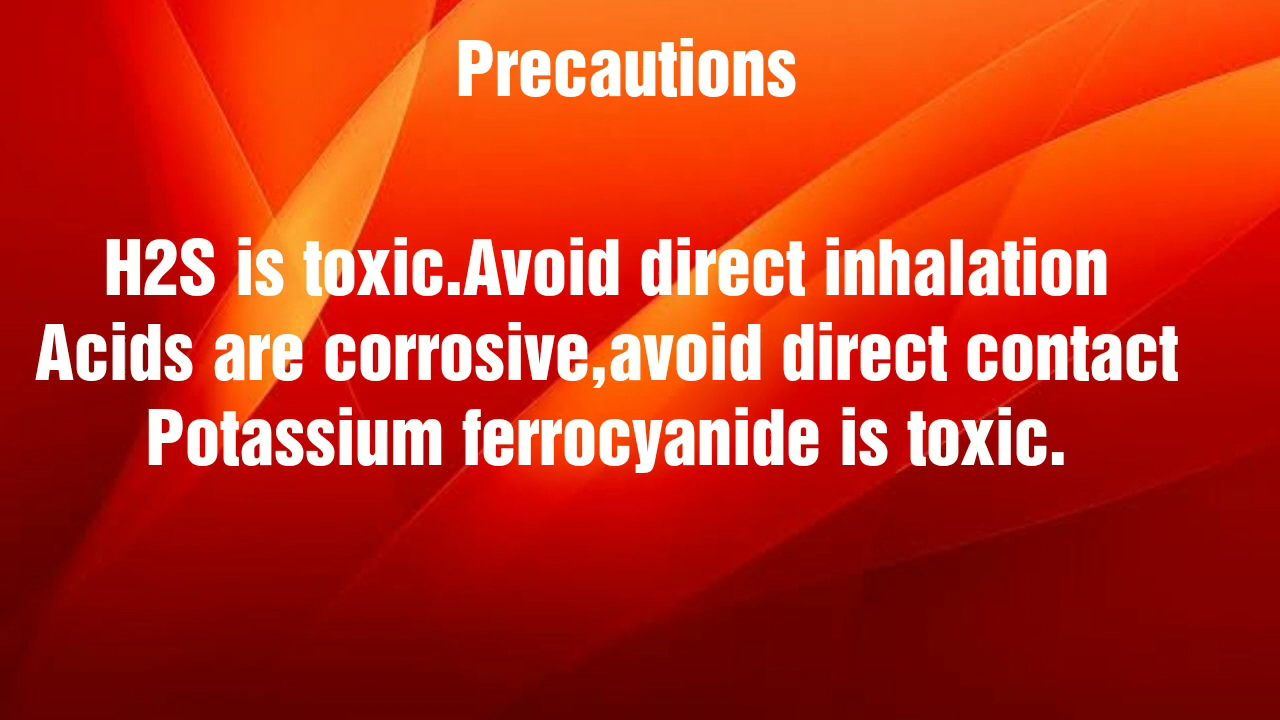 Precautions
H2S is toxic.Avoid direct inhalation
Acids are corrosive,avoid direct contact
Potassium ferrocyanide is toxic.